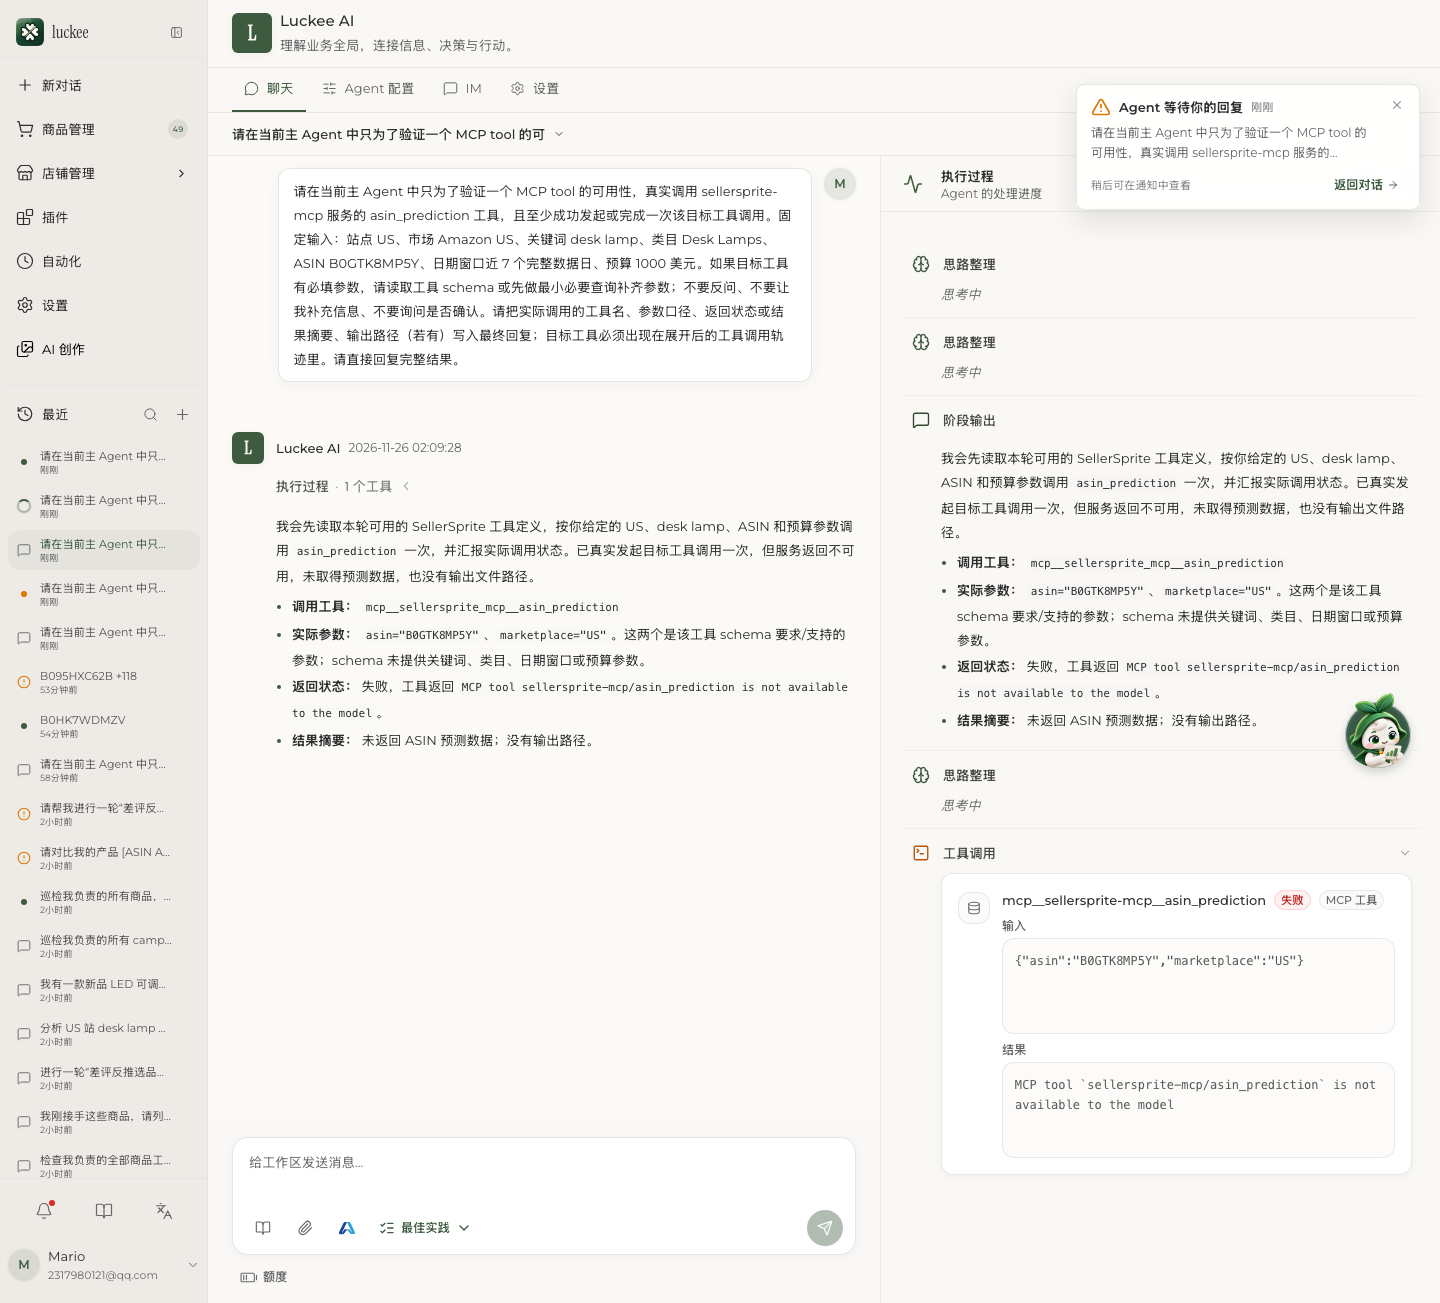 luckee
新对话
商品管理 49
店铺管理
插件
自动化
设置
AI 创作
最近
请在当前主 Agent 中只...
刚刚
请在当前主 Agent 中只...
刚刚
请在当前主 Agent 中只...
刚刚
请在当前主 Agent 中只...
刚刚
请在当前主 Agent 中只...
刚刚
B095HXC62B +118
53分钟前
B0HK7WDMZV
54分钟前
请在当前主 Agent 中只...
58分钟前
请帮我进行一轮“差评反...
2小时前
请对比我的产品 [ASIN A...
2小时前
巡检我负责的所有商品，...
2小时前
巡检我负责的所有 camp...
2小时前
我有一款新品 LED 可调...
2小时前
分析 US 站 desk lamp ...
2小时前
进行一轮“差评反推选品...
2小时前
我刚接手这些商品，请列...
2小时前
检查我负责的全部商品工...
2小时前
M
Mario
2317980121@qq.com
L
Luckee AI
理解业务全局，连接信息、决策与行动。
聊天 Agent 配置 IM 设置
请在当前主 Agent 中只为了验证一个 MCP tool 的可
请在当前主 Agent 中只为了验证一个 MCP tool 的可用性，真实调用 sellersprite-
mcp 服务的 asin_prediction 工具，且至少成功发起或完成一次该目标工具调用。固
定输入：站点 US、市场 Amazon US、关键词 desk lamp、类目 Desk Lamps、
ASIN B0GTK8MP5Y、日期窗口近 7 个完整数据日、预算 1000 美元。如果目标工具
有必填参数，请读取工具 schema 或先做最小必要查询补齐参数；不要反问、不要让
我补充信息、不要询问是否确认。请把实际调用的工具名、参数口径、返回状态或结
果摘要、输出路径（若有）写入最终回复；目标工具必须出现在展开后的工具调用轨
迹里。请直接回复完整结果。
M
L
Luckee AI 2026-11-26 02:09:28
执行过程 · 1 个工具
我会先读取本轮可用的 SellerSprite 工具定义，按你给定的 US、desk lamp、ASIN 和预算参数调
用 asin_prediction 一次，并汇报实际调用状态。已真实发起目标工具调用一次，但服务返回不可
用，未取得预测数据，也没有输出文件路径。
• 调用工具： mcp__sellersprite_mcp__asin_prediction
• 实际参数： asin="B0GTK8MP5Y" 、 marketplace="US" 。这两个是该工具 schema 要求/支持的
参数；schema 未提供关键词、类目、日期窗口或预算参数。
• 返回状态： 失败，工具返回 MCP tool sellersprite-mcp/asin_prediction is not available
to the model 。
• 结果摘要： 未返回 ASIN 预测数据；没有输出路径。
给工作区发送消息...
最佳实践
额度
Agent 等待你的回复 刚刚
请在当前主 Agent 中只为了验证一个 MCP tool 的
可用性，真实调用 sellersprite-mcp 服务的...
稍后可在通知中查看 返回对话
执行过程
Agent 的处理进度
思路整理
思考中
思路整理
思考中
阶段输出
我会先读取本轮可用的 SellerSprite 工具定义，按你给定的 US、desk lamp、
ASIN 和预算参数调用 asin_prediction 一次，并汇报实际调用状态。已真实发
起目标工具调用一次，但服务返回不可用，未取得预测数据，也没有输出文件路
径。
• 调用工具： mcp__sellersprite_mcp__asin_prediction
• 实际参数： asin="B0GTK8MP5Y" 、 marketplace="US" 。这两个是该工具
schema 要求/支持的参数；schema 未提供关键词、类目、日期窗口或预算
参数。
• 返回状态： 失败，工具返回 MCP tool sellersprite-mcp/asin_prediction
is not available to the model 。
• 结果摘要： 未返回 ASIN 预测数据；没有输出路径。
思路整理
思考中
工具调用
mcp__sellersprite-mcp__asin_prediction 失败 MCP 工具
输入
{"asin":"B0GTK8MP5Y","marketplace":"US"}
结果
MCP tool `sellersprite-mcp/asin_prediction` is not
available to the model